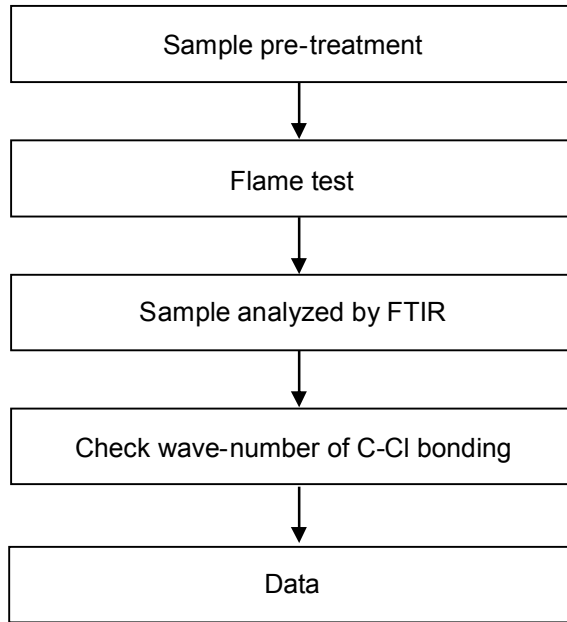 Sample pre-treatment
Flame test
Sample analyzed by FTIR
Check wave-number of C-Cl bonding
Data